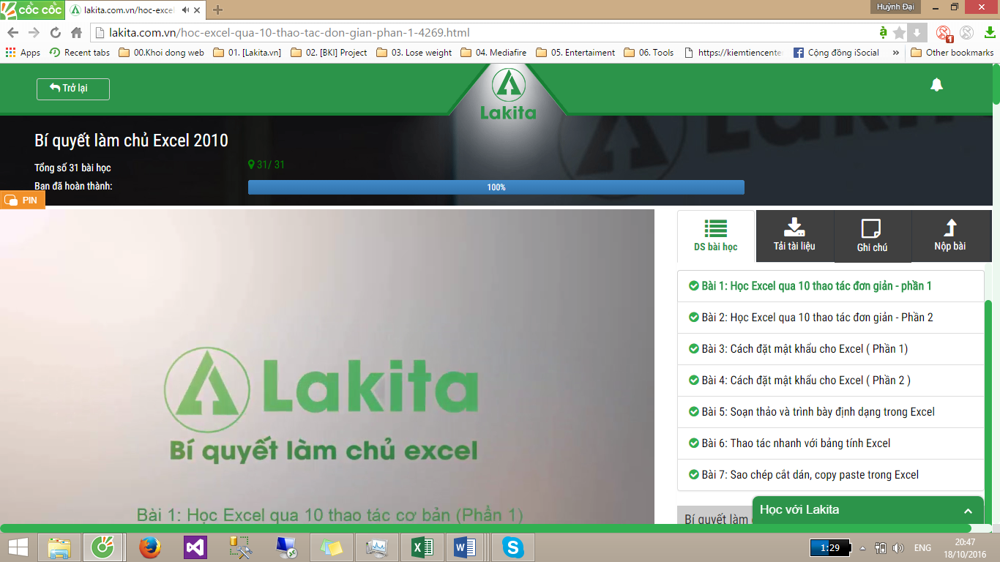 CỐC CỐC
lakita.com.vn/hoc-excel
Huỳnh Đại
lakita.com.vn/hoc-excel-qua-10-thao-tac-don-gian-phan-1-4269.html
ạ
1
Apps
Recent tabs
00.Khoi dong web
01. [Lakita.vn]
02. [BKI] Project
03. Lose weight
04. Mediafire
05. Entertaiment
06. Tools
https://kiemtiencente
Cộng đồng iSocial
»
Other bookmarks
Trở lại
Lakita
Bí quyết làm chủ Excel 2010
Tổng số 31 bài học
31/ 31
Bạn đã hoàn thành:
100%
PIN
DS bài học
Tải tài liệu
Ghi chú
Nộp bài
Bài 1: Học Excel qua 10 thao tác đơn giản - phần 1
Bài 2: Học Excel qua 10 thao tác đơn giản - Phần 2
Bài 3: Cách đặt mật khẩu cho Excel ( Phần 1)
Bài 4: Cách đặt mật khẩu cho Excel ( Phần 2 )
Bài 5: Soạn thảo và trình bày định dạng trong Excel
Bài 6: Thao tác nhanh với bảng tính Excel
Bài 7: Sao chép cắt dán, copy paste trong Excel
Bí quyết làm
Học với Lakita
Lakita
Bí quyết làm chủ excel
Bài 1: Học Excel qua 10 thao tác cơ bản (Phần 1)
1:29
ENG
20:47
18/10/2016